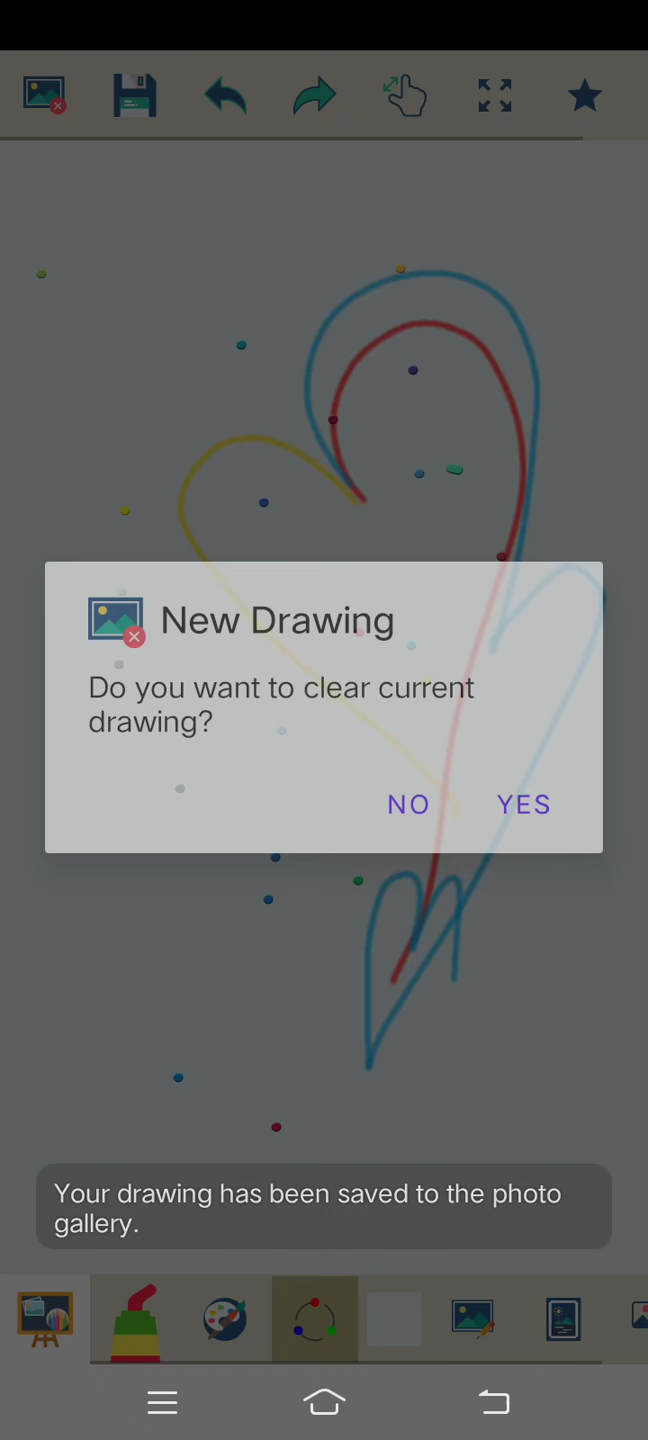 New Drawing
Do you want to clear current
drawing?
NO YES
Your drawing has been saved to the photo
gallery.